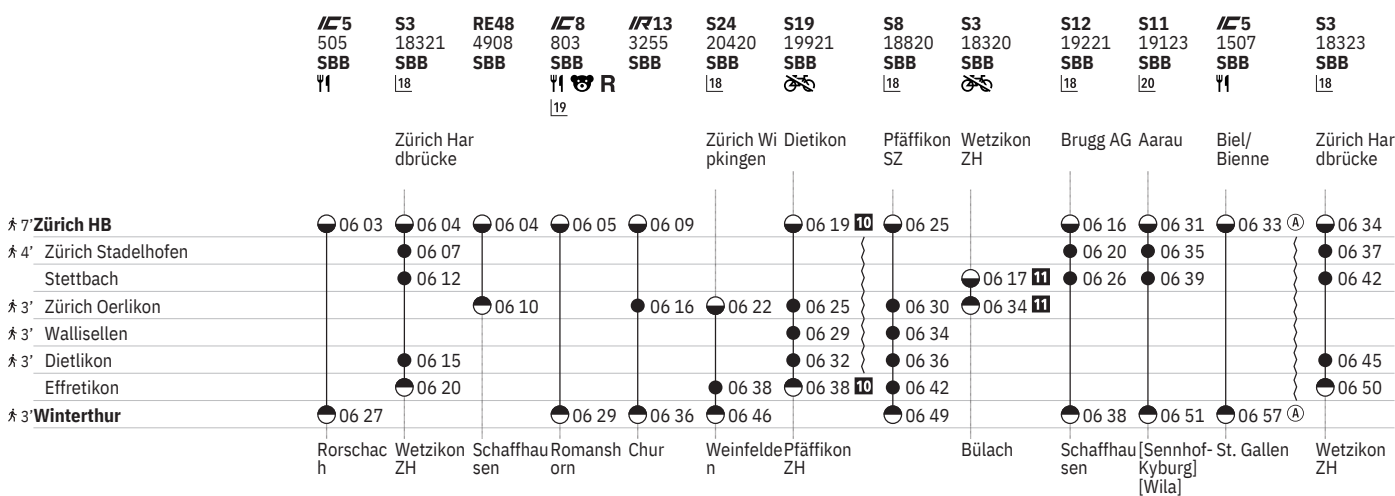 IC5 S3 RE48 IC8 IR13 S24 S19 S8 S3 S12 S11 IC5 S3
505 18321 4908 803 3255 20420 19921 18820 18320 19221 19123 1507 18323
SBB SBB SBB SBB SBB SBB SBB SBB SBB SBB SBB SBB SBB
18 R 18 18 18 20 18
19
Zürich Har Zürich Wi Dietikon Pfäffikon Wetzikon Brugg AG Aarau Biel/ Zürich Har
dbrücke pkingen SZ ZH Bienne dbrücke
7' Zürich HB 06 03 06 04 06 04 06 05 06 09 06 19 10 06 25 06 16 06 31 06 33 A 06 34
4' Zürich Stadelhofen 06 07 06 20 06 35 06 37
Stettbach 06 12 06 17 11 06 26 06 39 06 42
3' Zürich Oerlikon 06 10 06 16 06 22 06 25 06 30 06 34 11
3' Wallisellen 06 29 06 34
3' Dietlikon 06 15 06 32 06 36 06 45
Effretikon 06 20 06 38 06 38 10 06 42 06 50
3' Winterthur 06 27 06 29 06 36 06 46 06 49 06 38 06 51 06 57 A
Rorschac Wetzikon Schaffhau Romansh Chur Weinfelde Pfäffikon Bülach Schaffhau [Sennhof- St. Gallen Wetzikon
h ZH sen orn n ZH sen Kyburg] ZH
[Wila]